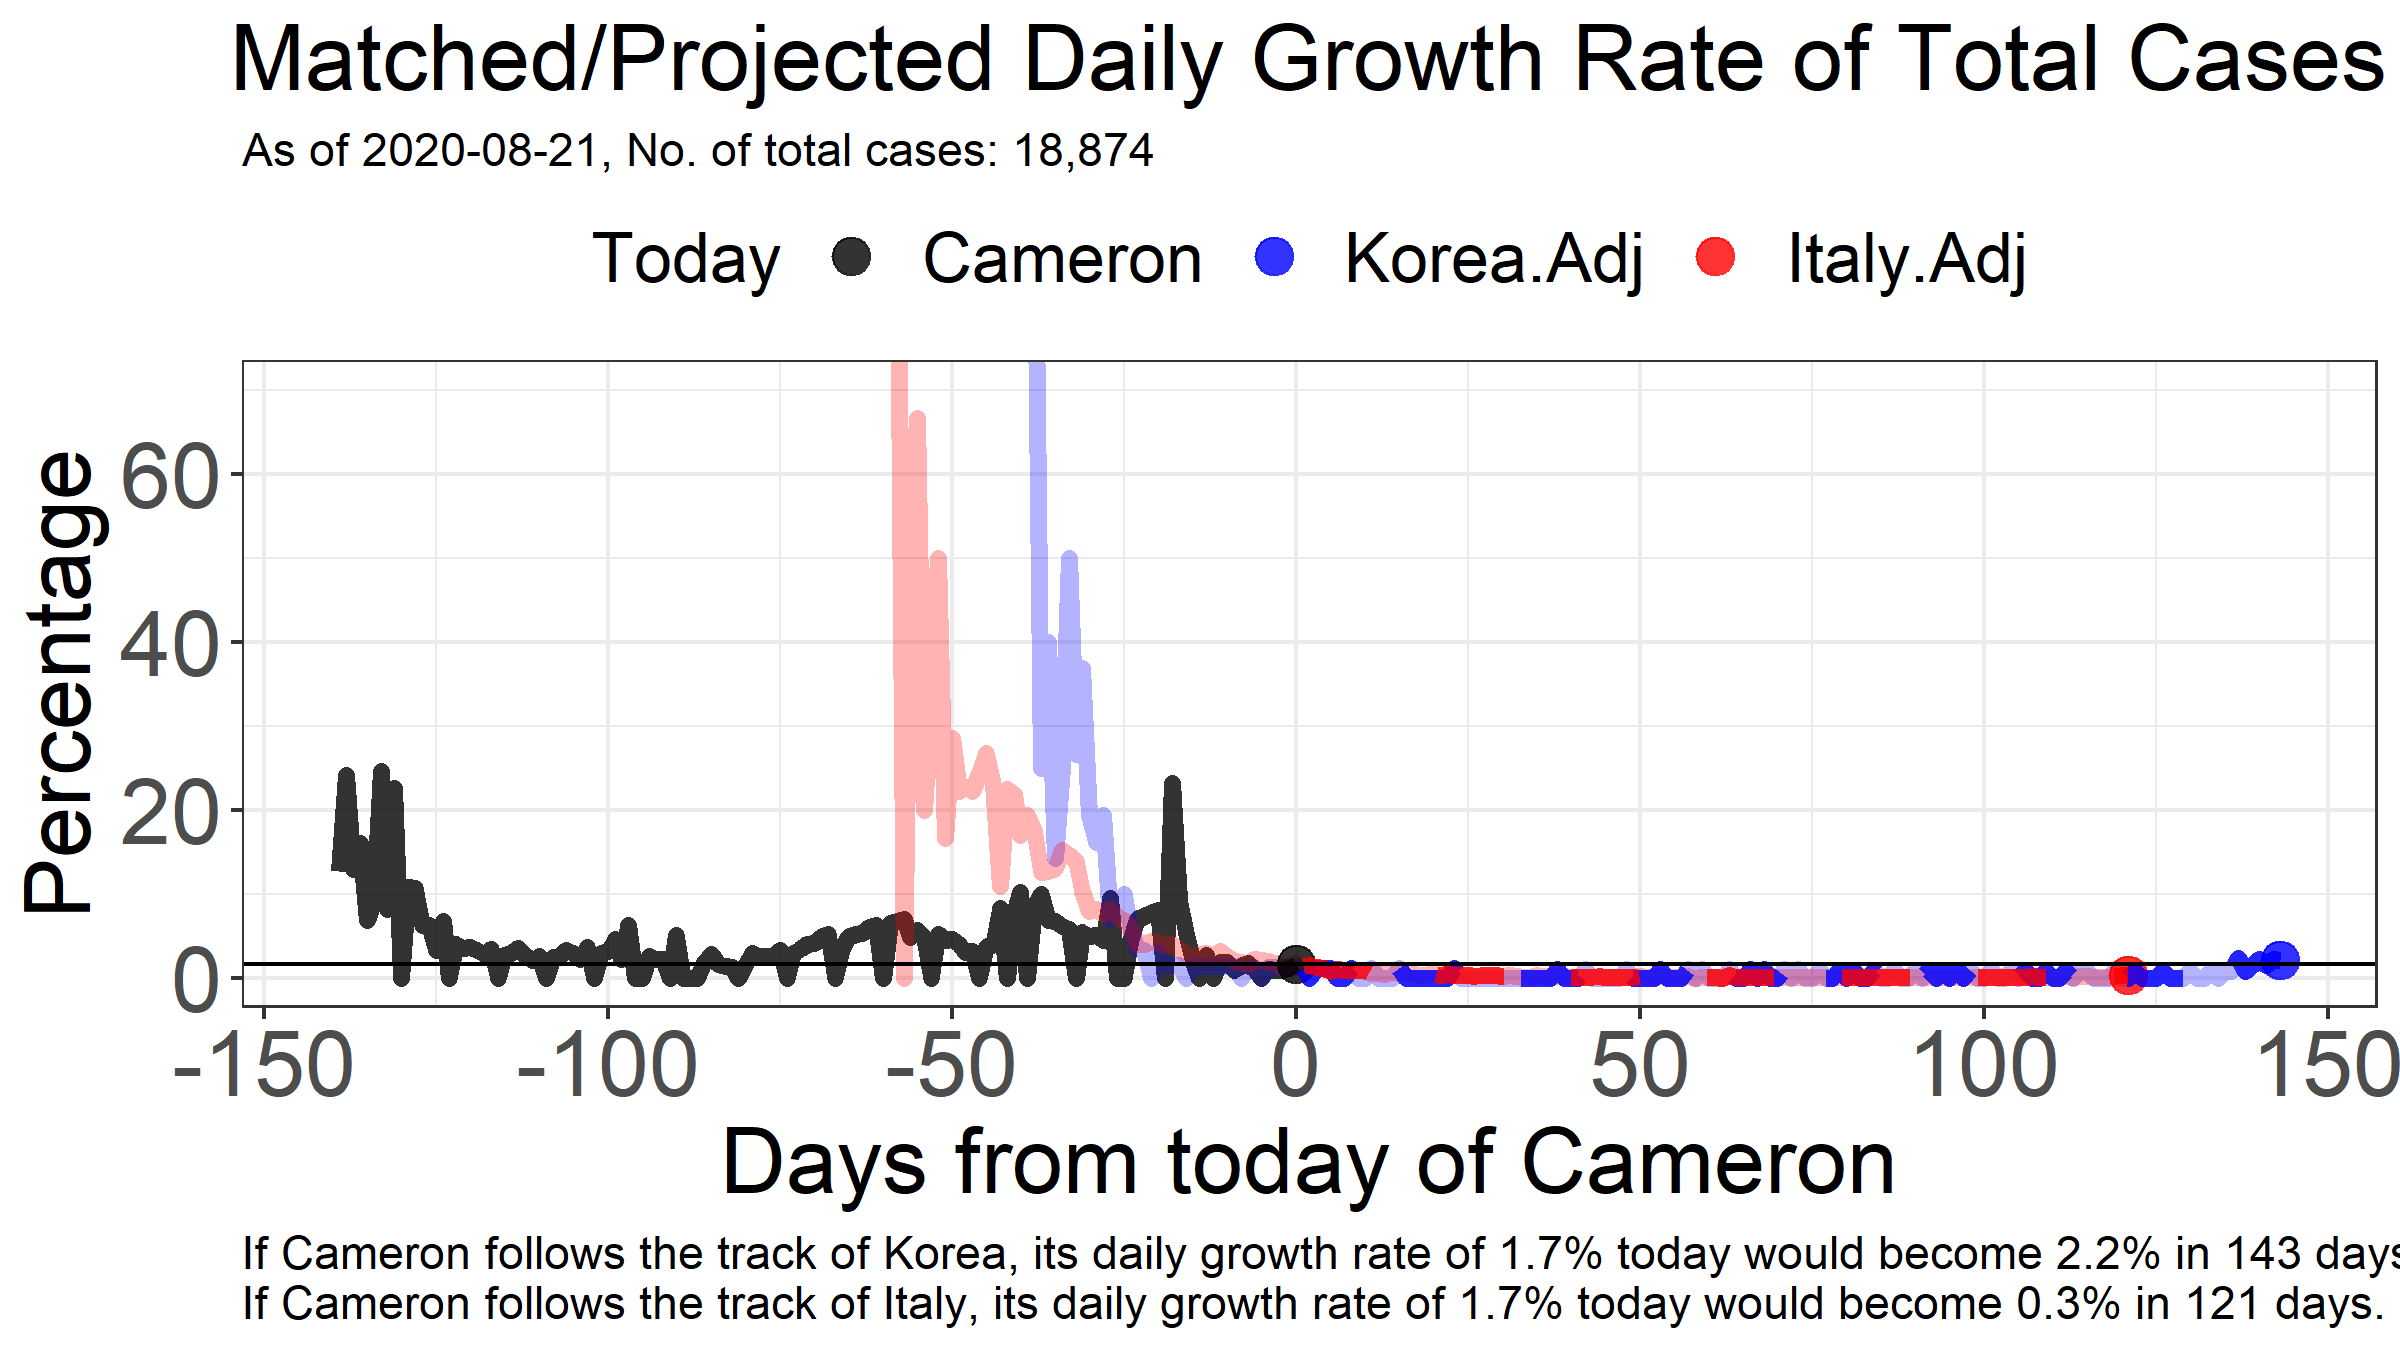 Matched/Projected Daily Growth Rate of Total Cases
As of 2020-08-21, No. of total cases: 18,874
Today Cameron Korea.Adj Italy.Adj
Percentage
60
40
20
0
-150 -100 -50 0 50 100 150
Days from today of Cameron
If Cameron follows the track of Korea, its daily growth rate of 1.7% today would become 2.2% in 143 days
If Cameron follows the track of Italy, its daily growth rate of 1.7% today would become 0.3% in 121 days.